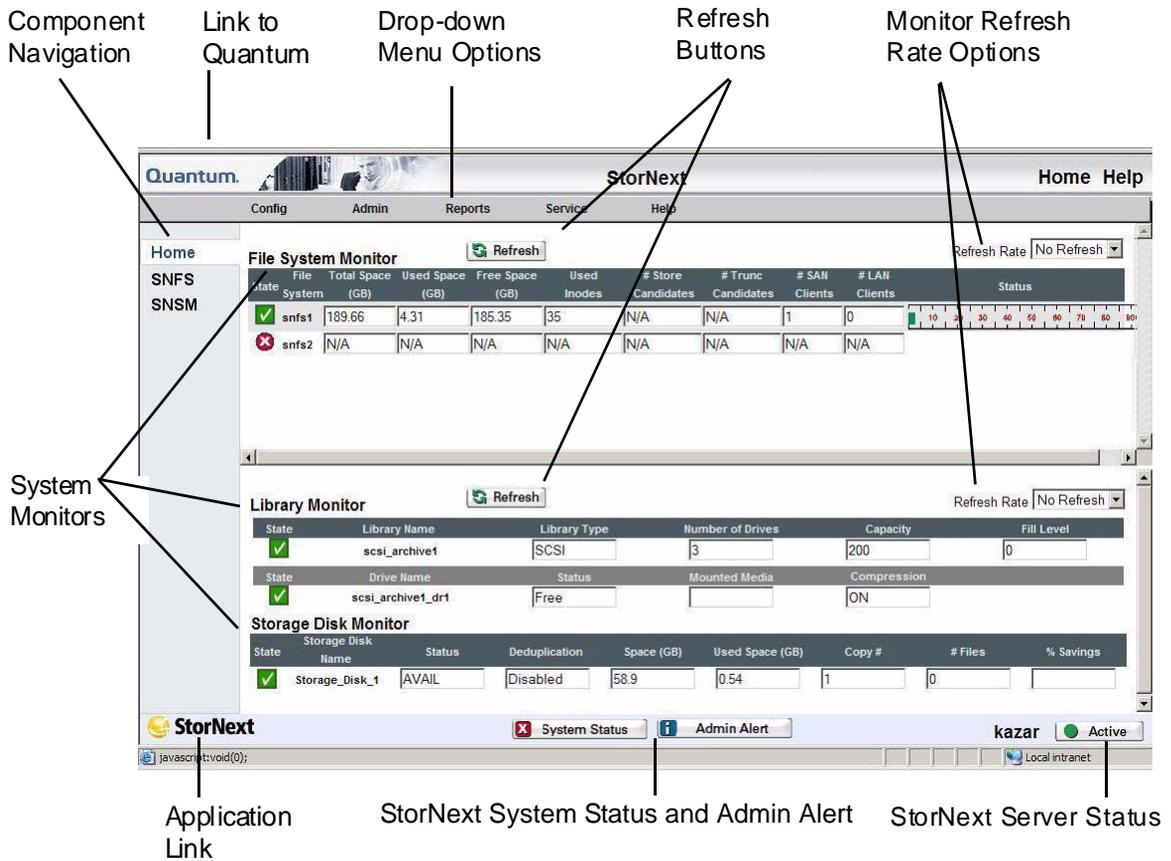 Component
Navigation
Link to
Quantum
Drop-down
Menu Options
Refresh
Buttons
Monitor Refresh
Rate Options
Quantum.
StorNext
Home Help
Config Admin Reports Service Help
Home
SNFS
SNSM
File System Monitor
Refresh
Refresh Rate No Refresh
State File System Total Space (GB) Used Space (GB) Free Space (GB) Used Inodes # Store Candidates # Trunc Candidates # SAN Clients # LAN Clients Status
snfs1 189.66 4.31 185.35 35 N/A N/A 1 0 10 20 30 40 50 60 70 80
snfs2 N/A N/A N/A N/A N/A N/A N/A N/A
System
Monitors
Library Monitor
Refresh
Refresh Rate No Refresh
State Library Name Library Type Number of Drives Capacity Fill Level
scsi_archive1 SCSI 3 200 0
State Drive Name Status Mounted Media Compression
scsi_archive1_dr1 Free ON
Storage Disk Monitor
State Storage Disk Name Status Deduplication Space (GB) Used Space (GB) Copy # # Files % Savings
Storage_Disk_1 AVAIL Disabled 58.9 0.54 1 0
StorNext
System Status
Admin Alert
kazar
Active
javascript:void(0);
Local intranet
Application
Link
StorNext System Status and Admin Alert
StorNext Server Status